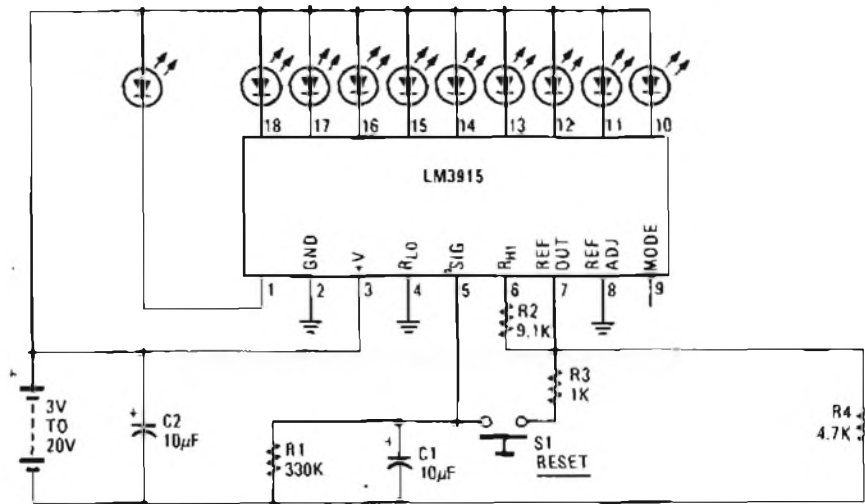 18 17 16 15 14 13 12 11 10
LM3915
GND
+V
RLO
SIG
RHI
REF OUT
REF ADJ
MODE
1 2 3 4 5 6 7 8 9
R2
9.1K
R3
1K
R4
4.7K
+
3V
TO
20V
+
C2
10µF
R1
330K
+
C1
10µF
S1
RESET